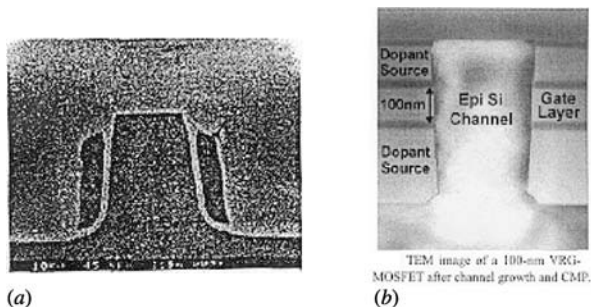 Dopant
Source
100nm
Epi Si
Channel
Gate
Layer
Dopant
Source
TEM image of a 100-nm VRG-
MOSFET after channel growth and CMP.
(a)
(b)